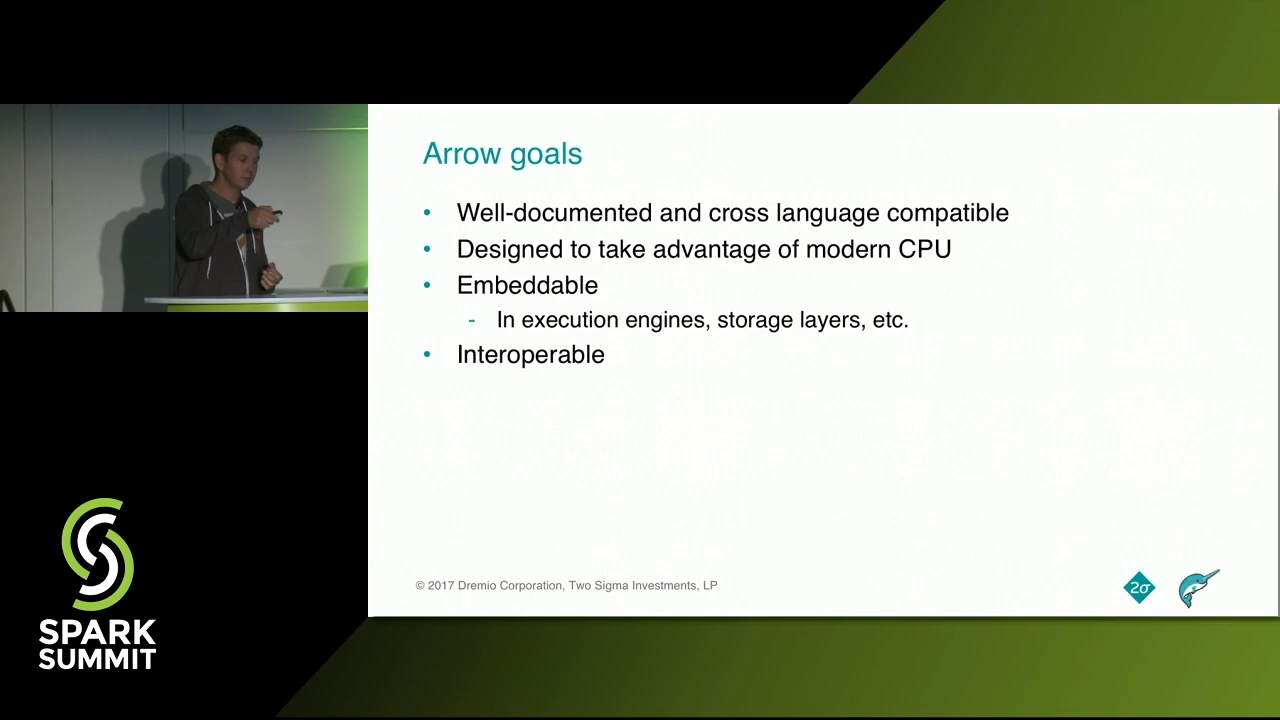 Arrow goals
• Well-documented and cross language compatible
• Designed to take advantage of modern CPU
• Embeddable
- In execution engines, storage layers, etc.
• Interoperable
© 2017 Dremio Corporation, Two Sigma Investments, LP
2σ
SPARK
SUMMIT